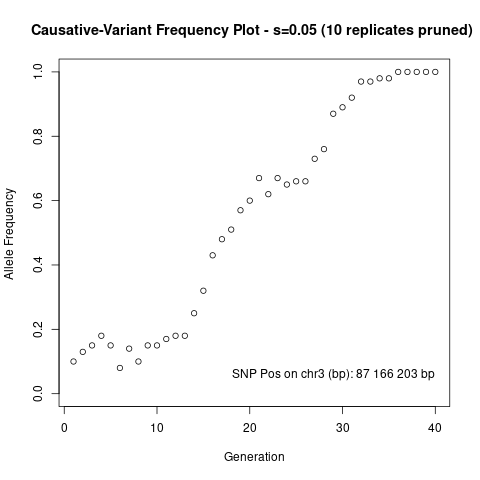 Causative-Variant Frequency Plot - s=0.05 (10 replicates pruned)
Allele Frequency
1.0
0.8
0.6
0.4
0.2
0.0
SNP Pos on chr3 (bp): 87 166 203 bp
0 10 20 30 40
Generation